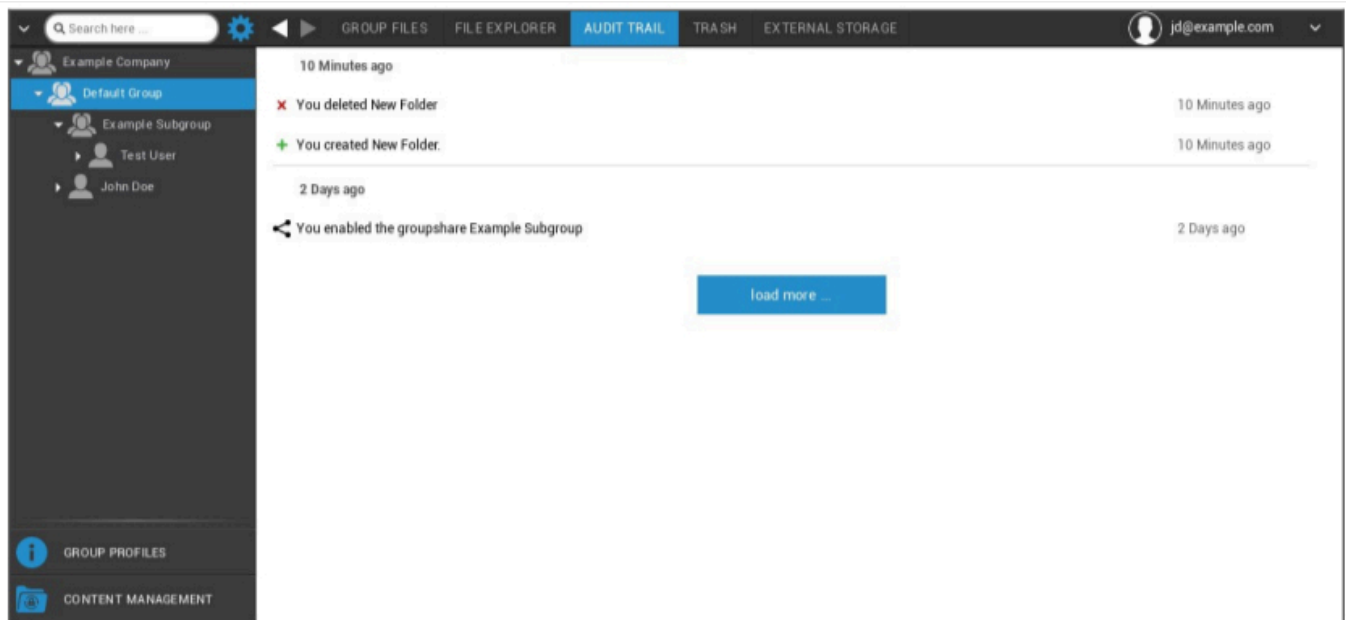 Search here ...
GROUP FILES
FILE EXPLORER
AUDIT TRAIL
TRASH
EXTERNAL STORAGE
jd@example.com
Example Company
Default Group
Example Subgroup
Test User
John Doe
10 Minutes ago
You deleted New Folder 10 Minutes ago
You created New Folder. 10 Minutes ago
2 Days ago
You enabled the groupshare Example Subgroup 2 Days ago
load more ...
GROUP PROFILES
CONTENT MANAGEMENT